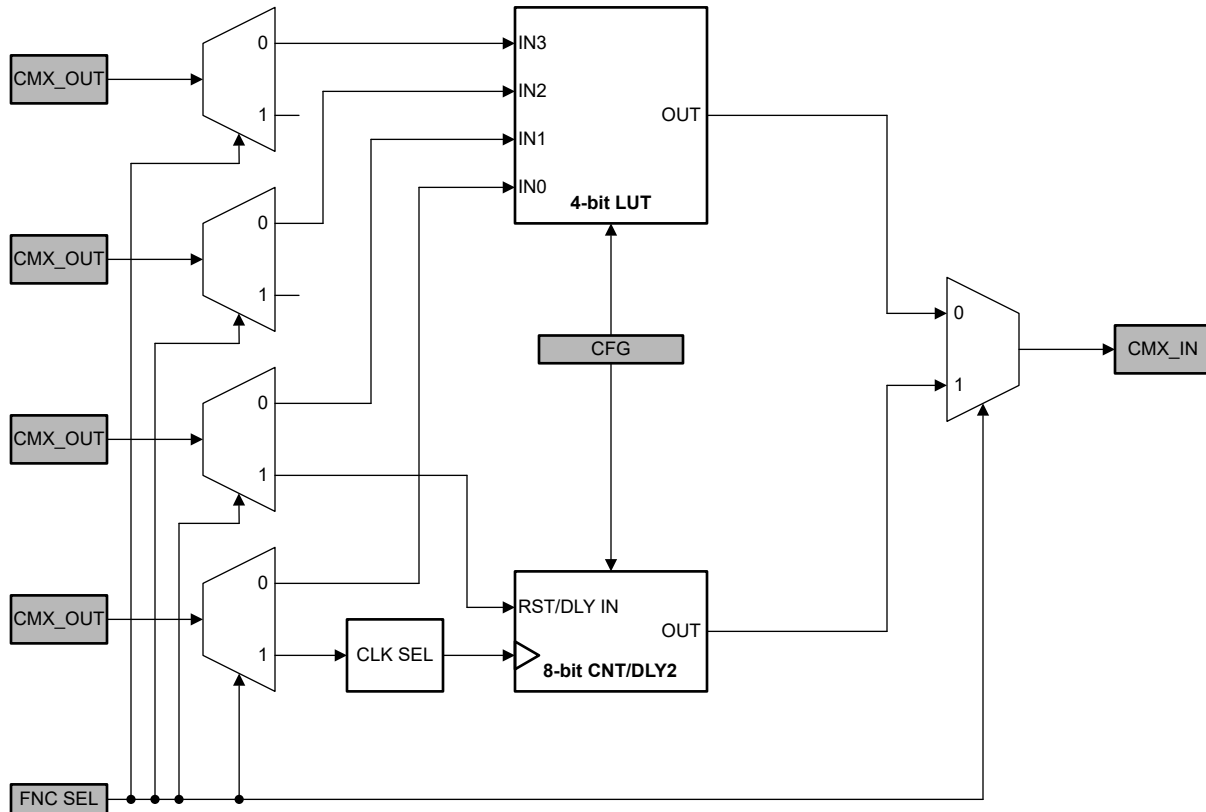 0
IN3
CMX_OUT
IN2
1
OUT
IN1
IN0
4-bit LUT
0
CMX_OUT
1
0
CFG
CMX_IN
1
0
CMX_OUT
1
0
RST/DLY IN
CMX_OUT
OUT
1
CLK SEL
8-bit CNT/DLY2
FNC SEL